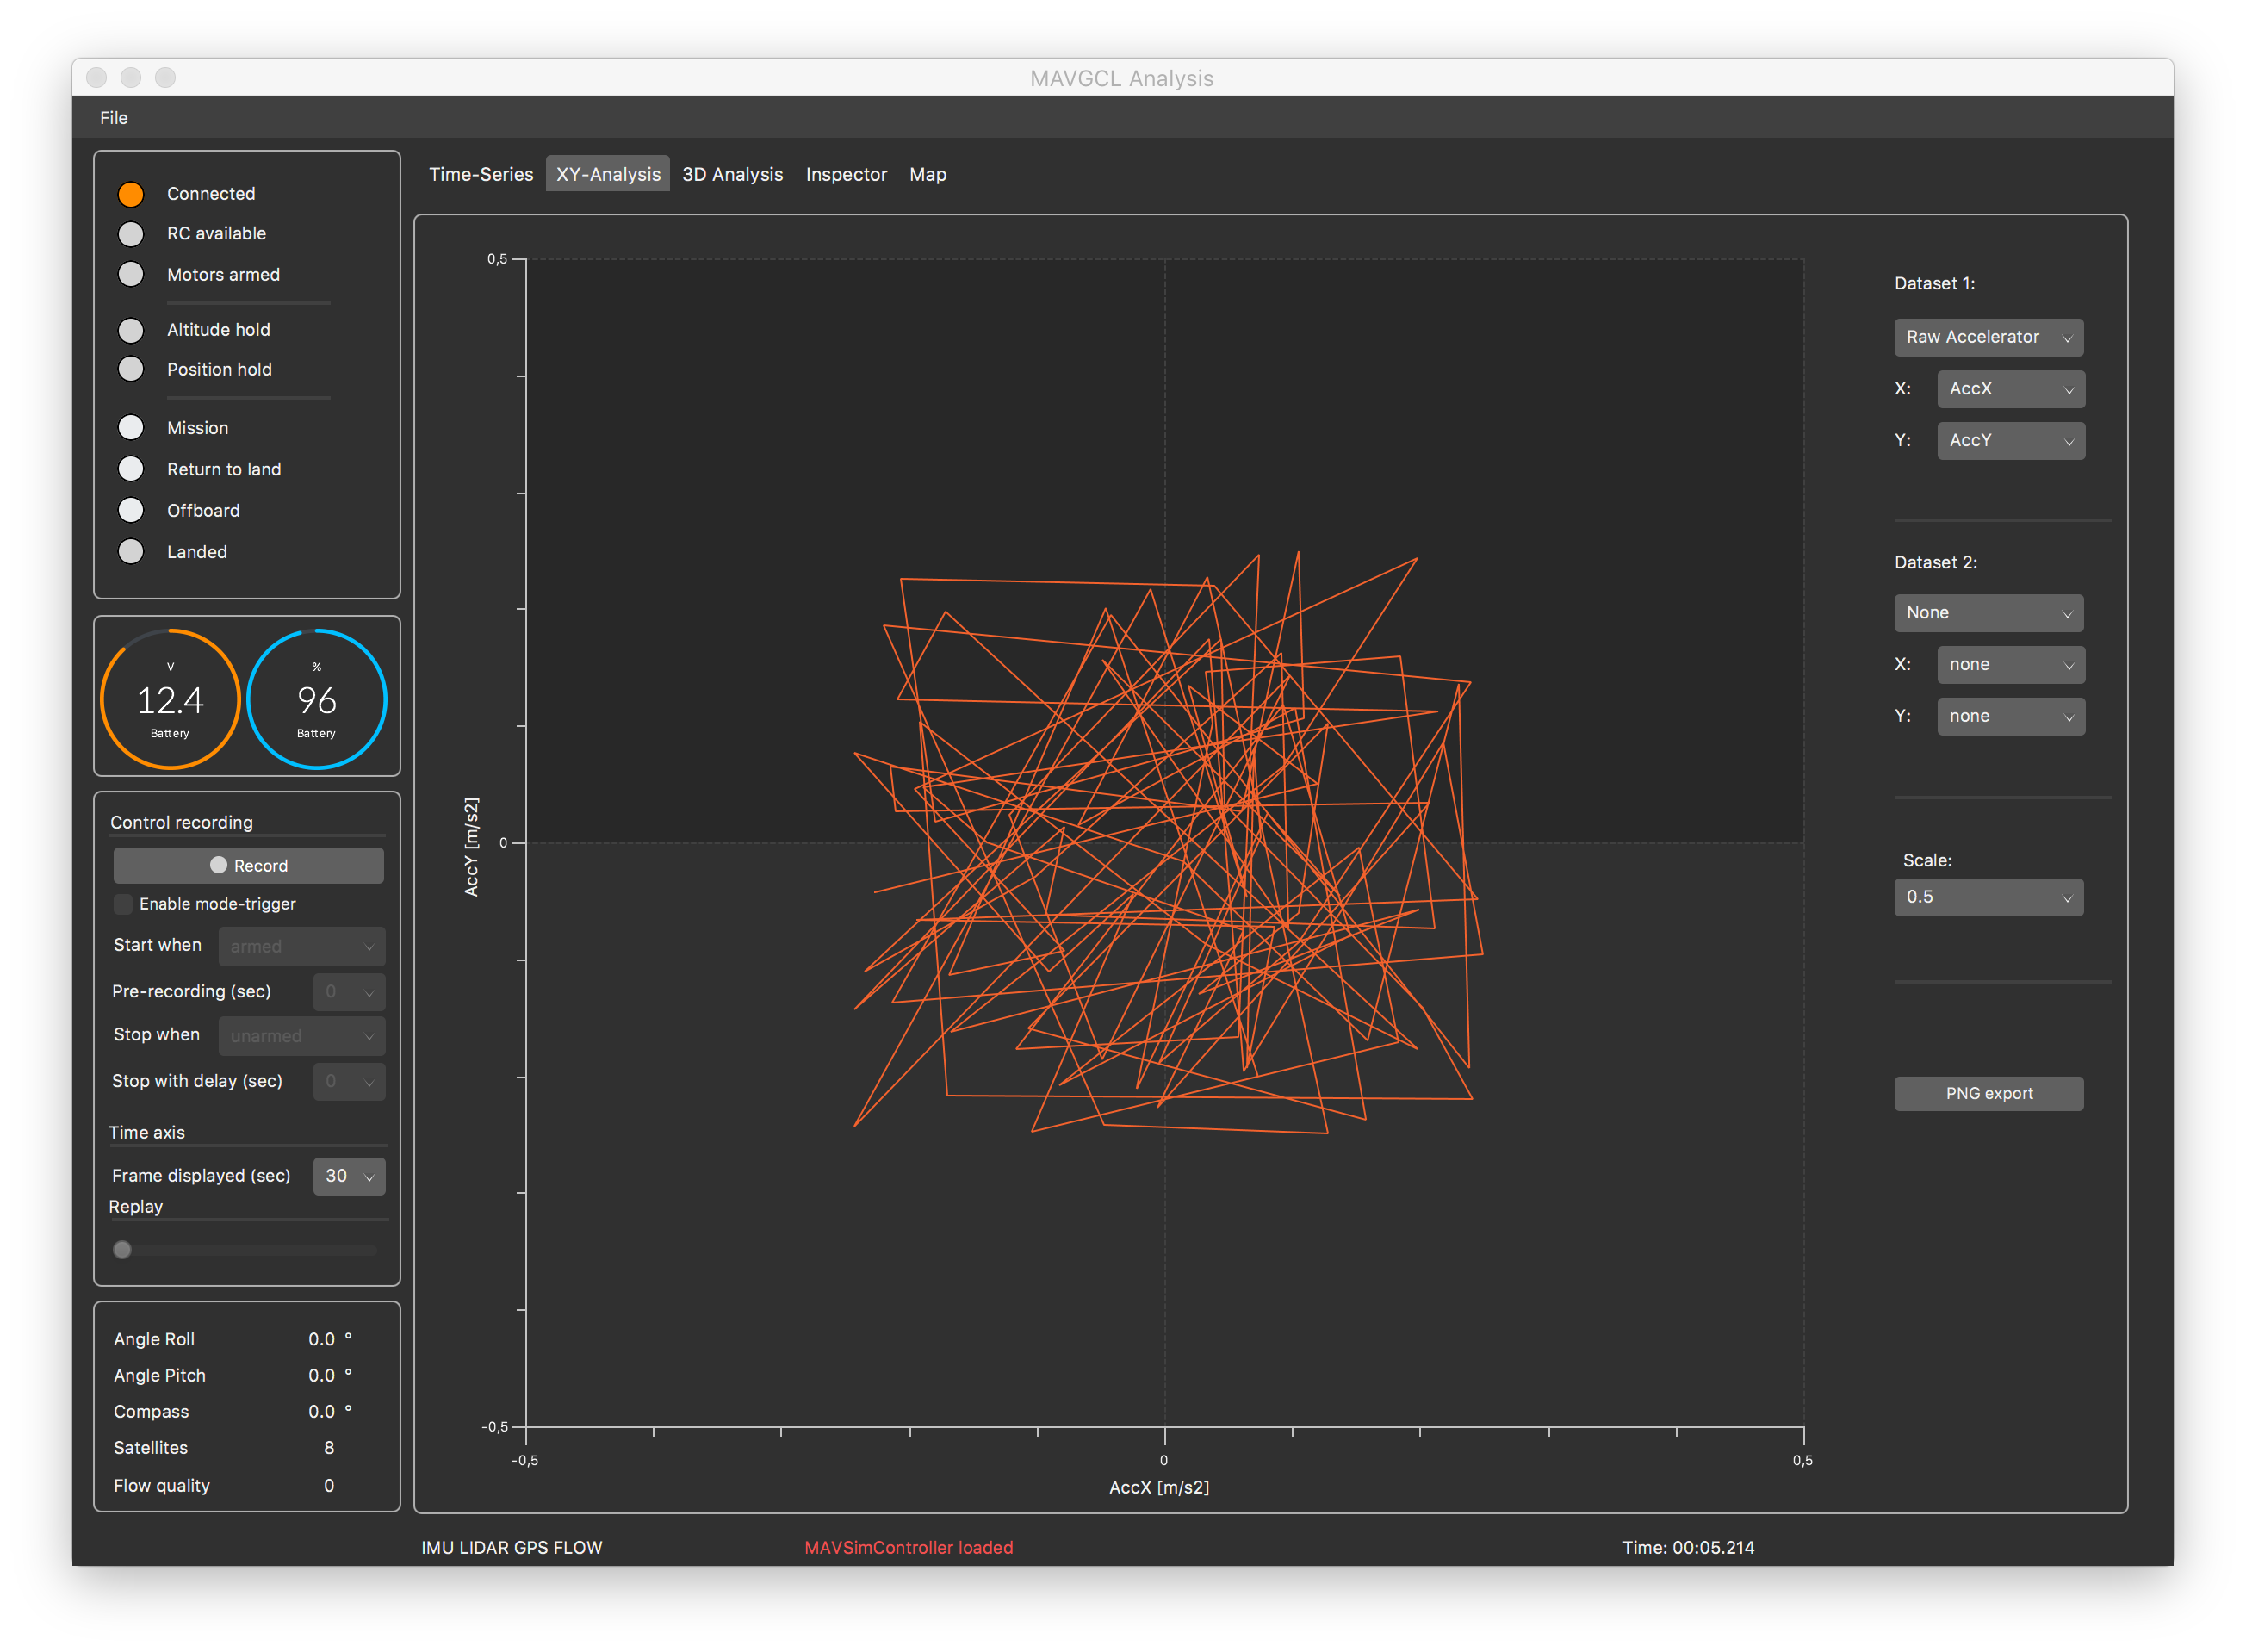 MAVGCL Analysis
File
Connected
RC available
Motors armed
Altitude hold
Position hold
Mission
Return to land
Offboard
Landed
V
12.4
Battery
%
96
Battery
Control recording
Record
Enable mode-trigger
Start when armed
Pre-recording (sec) 0
Stop when unarmed
Stop with delay (sec) 0
Time axis
Frame displayed (sec) 30
Replay
Angle Roll 0.0 °
Angle Pitch 0.0 °
Compass 0.0 °
Satellites 8
Flow quality 0
Time-Series XY-Analysis 3D Analysis Inspector Map
0,5
0
-0,5
AccY [m/s2]
-0,5 0 0,5
AccX [m/s2]
Dataset 1:
Raw Accelerator
X: AccX
Y: AccY
Dataset 2:
None
X: none
Y: none
Scale:
0.5
PNG export
IMU LIDAR GPS FLOW MAVSimController loaded Time: 00:05.214